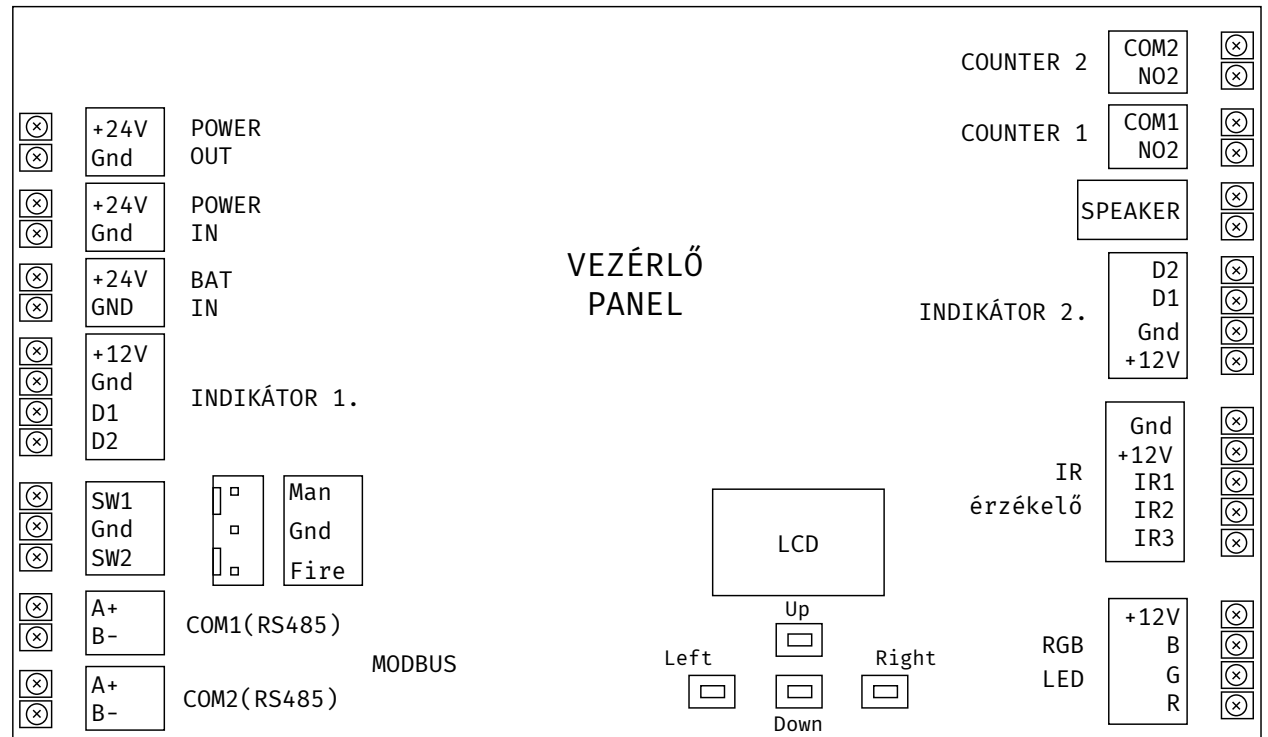 COUNTER 2
COM2
NO2
COUNTER 1
COM1
NO2
SPEAKER
+24V
Gnd
POWER
OUT
+24V
Gnd
POWER
IN
+24V
GND
BAT
IN
VEZÉRLŐ
PANEL
INDIKÁTOR 2.
D2
D1
Gnd
+12V
+12V
Gnd
D1
D2
INDIKÁTOR 1.
IR
érzékelő
Gnd
+12V
IR1
IR2
IR3
SW1
Gnd
SW2
Man
Gnd
Fire
LCD
A+
B-
COM1(RS485)
MODBUS
A+
B-
COM2(RS485)
Up
Left
Right
Down
RGB
LED
+12V
B
G
R